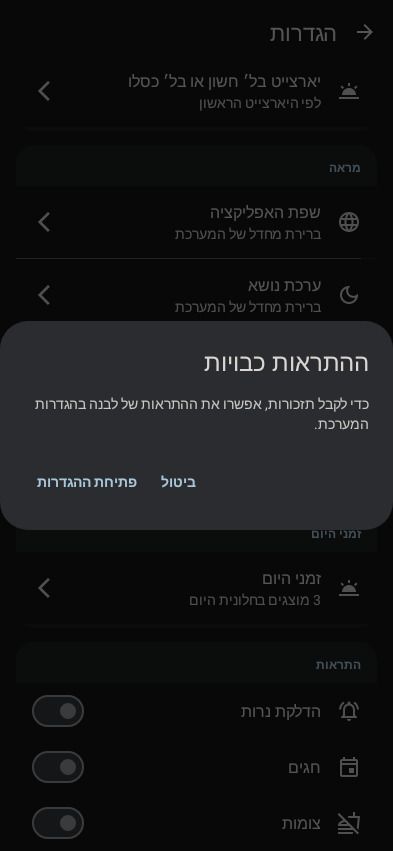 הגדרות
יארצייט בל׳ חשון או בל׳ כסלו
לפי היארצייט הראשון
מראה
שפת האפליקציה
ברירת מחדל של המערכת
ערכת נושא
ברירת מחדל של המערכת
ההתראות כבויות
כדי לקבל תזכורות, אפשרו את ההתראות של לבנה בהגדרות
המערכת.
ביטול
פתיחת ההגדרות
זמני היום
זמני היום
3 מוצגים בחלונית היום
התראות
הדלקת נרות
חגים
צומות